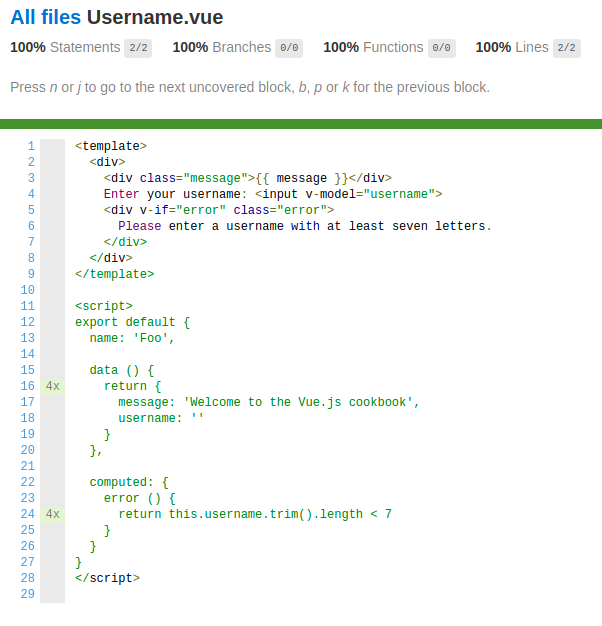 All files Username.vue
100% Statements 2/2 100% Branches 0/0 100% Functions 0/0 100% Lines 2/2
Press n or j to go to the next uncovered block, b, p or k for the previous block.
1 <template>
2 <div>
3 <div class="message">{{ message }}</div>
4 Enter your username: <input v-model="username">
5 <div v-if="error" class="error">
6 Please enter a username with at least seven letters.
7 </div>
8 </div>
9 </template>
10
11 <script>
12 export default {
13 name: 'Foo',
14
15 data () {
16 4x return {
17 message: 'Welcome to the Vue.js cookbook',
18 username: ''
19 }
20 },
21
22 computed: {
23 error () {
24 4x return this.username.trim().length < 7
25 }
26 }
27 }
28 </script>
29